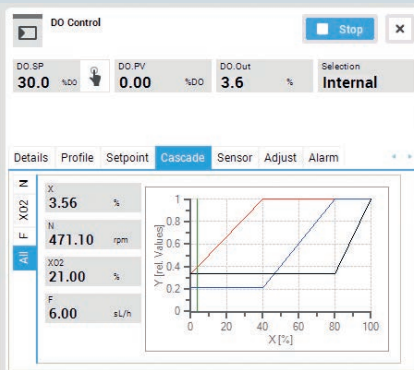 DO Control
Stop
DO.SP
30.0 %DO
DO.PV
0.00 %DO
DO.Out
3.6 %
Selection
Internal
Details Profile Setpoint Cascade Sensor Adjust Alarm
N
XO2
F
All
X
3.56 %
N
471.10 rpm
XO2
21.00 %
F
6.00 sL/h
Y [rel. Values]
1
0.8
0.6
0.4
0.2
0
0 20 40 60 80 100
X [%]